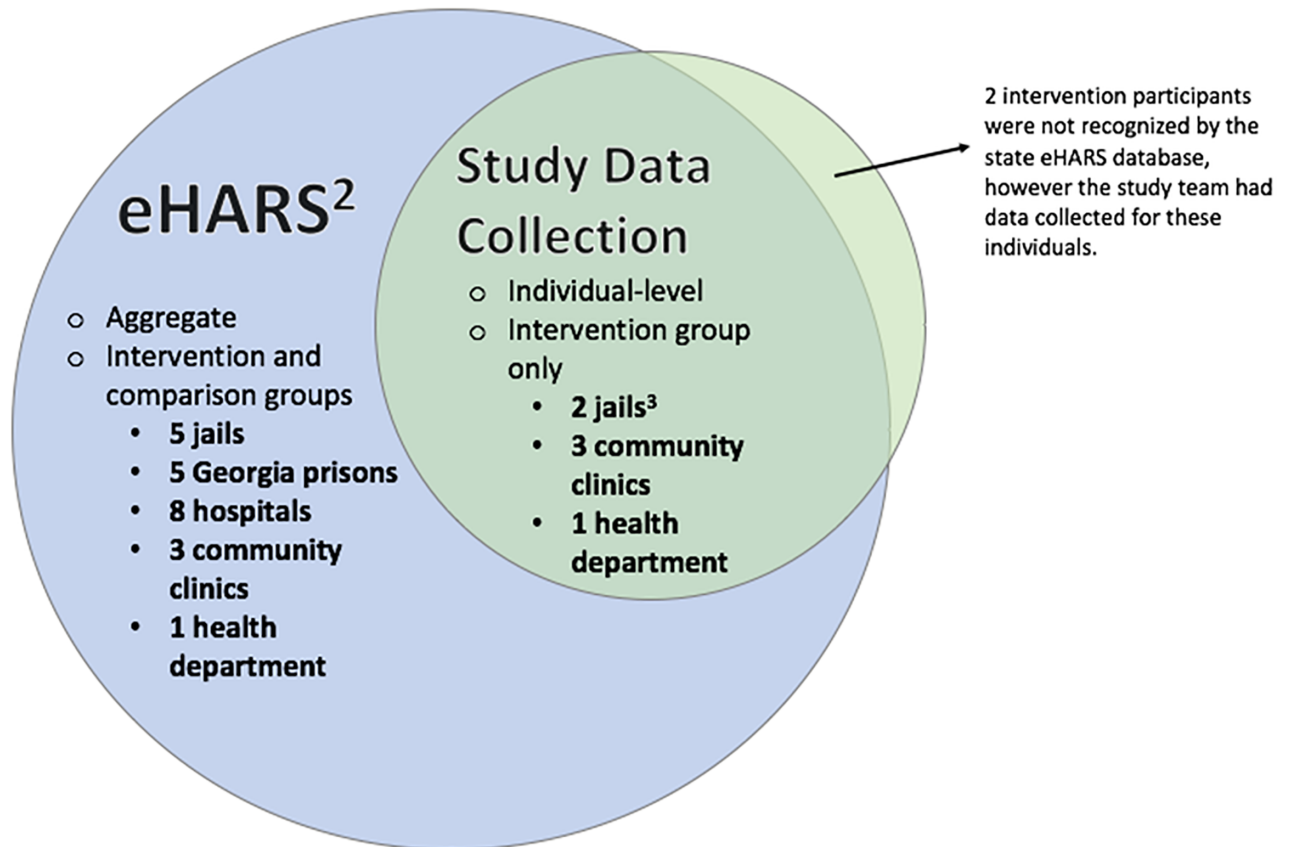 eHARS²
○ Aggregate
○ Intervention and
comparison groups
• 5 jails
• 5 Georgia prisons
• 8 hospitals
• 3 community
clinics
• 1 health
department
Study Data
Collection
○ Individual-level
○ Intervention group
only
• 2 jails³
• 3 community
clinics
• 1 health
department
2 intervention participants
were not recognized by the
state eHARS database,
however the study team had
data collected for these
individuals.